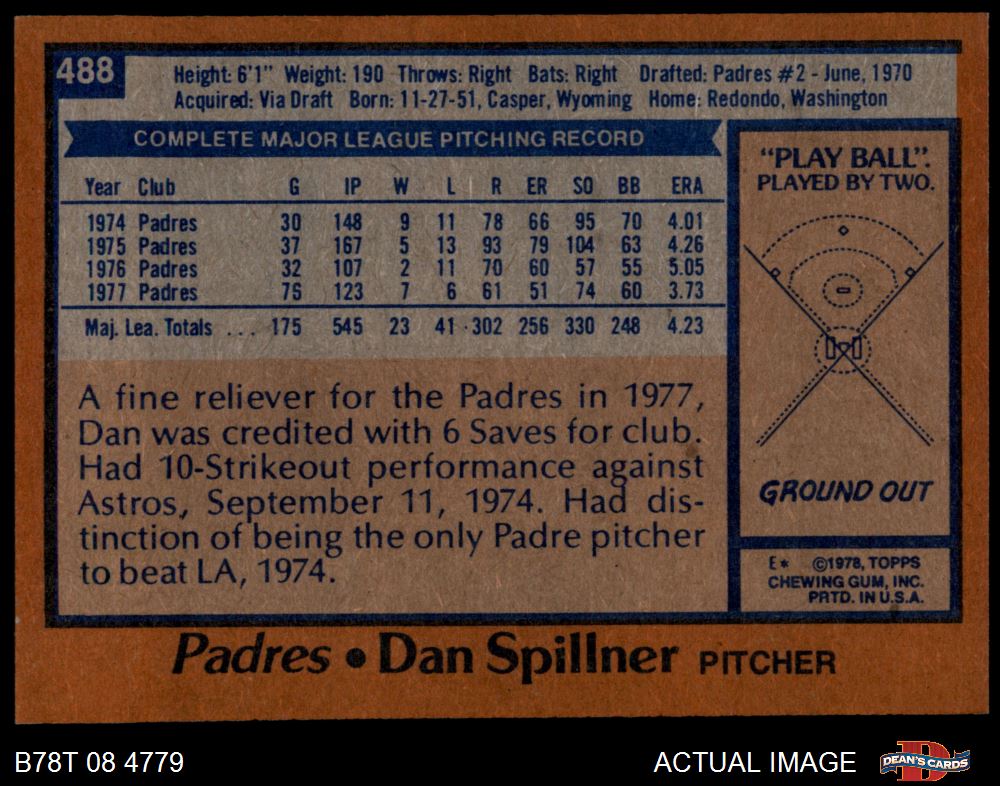 488
Height: 6'1" Weight: 190 Throws: Right Bats: Right Drafted: Padres #2 - June, 1970
Acquired: Via Draft Born: 11-27-51, Casper, Wyoming Home: Redondo, Washington
COMPLETE MAJOR LEAGUE PITCHING RECORD
Year Club G IP W L R ER SO BB ERA
1974 Padres 30 148 9 11 78 66 95 70 4.01
1975 Padres 37 167 5 13 93 79 104 63 4.26
1976 Padres 32 107 2 11 70 60 57 55 5.05
1977 Padres 76 123 7 6 61 51 74 60 3.73
Maj. Lea. Totals ... 175 545 23 41 302 256 330 248 4.23
A fine reliever for the Padres in 1977,
Dan was credited with 6 Saves for club.
Had 10-Strikeout performance against
Astros, September 11, 1974. Had dis-
tinction of being the only Padre pitcher
to beat LA, 1974.
"PLAY BALL".
PLAYED BY TWO.
GROUND OUT
E* ©1978, TOPPS
CHEWING GUM, INC.
PRTD. IN U.S.A.
Padres • Dan Spillner PITCHER
B78T 08 4779
ACTUAL IMAGE
D
DEAN'S CARDS